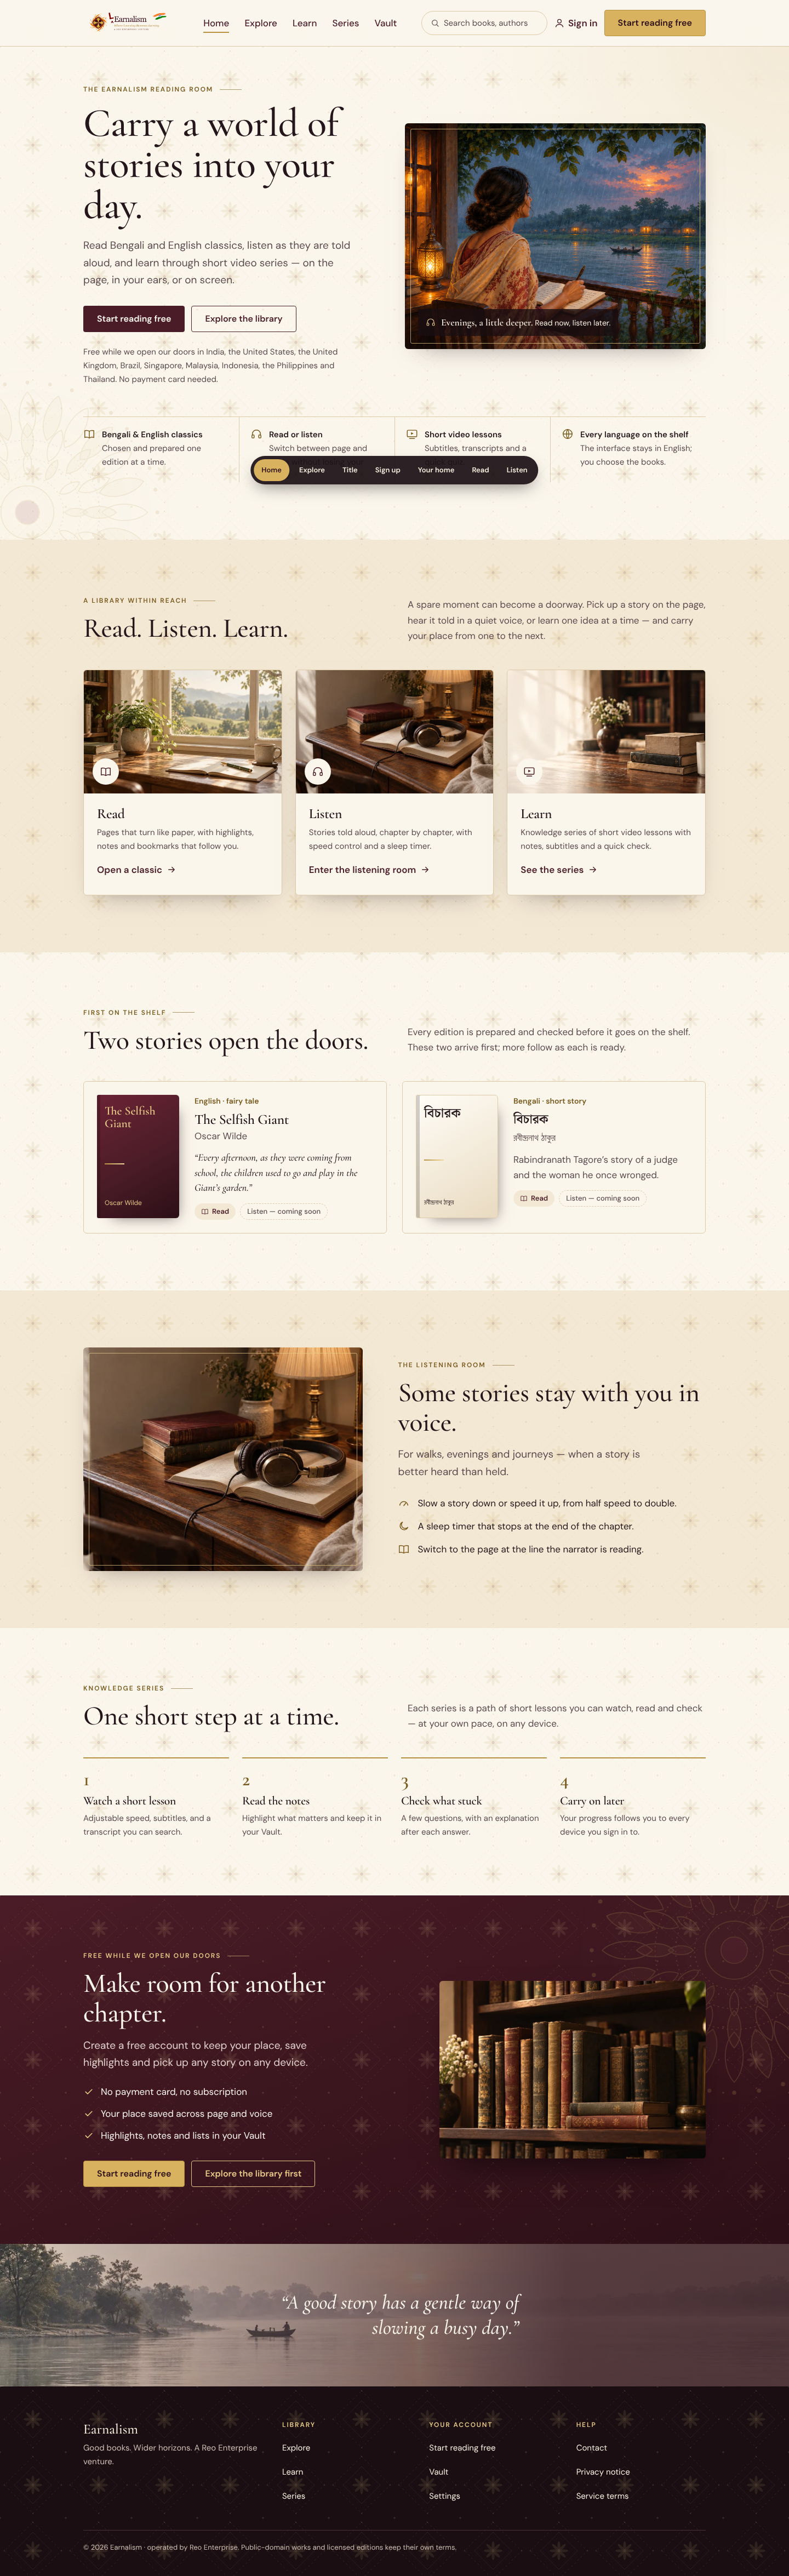 Earnalism
Home
Explore
Learn
Series
Vault
Search books, authors
Sign in
Start reading free
THE EARNALISM READING ROOM
Carry a world of
stories into your
day.
Read Bengali and English classics, listen as they are told
aloud, and learn through short video series — on the
page, in your ears, or on screen.
Start reading free
Explore the library
Free while we open our doors in India, the United States, the United
Kingdom, Brazil, Singapore, Malaysia, Indonesia, the Philippines and
Thailand. No payment card needed.
Evenings, a little deeper. Read now, listen later.
Bengali & English classics
Chosen and prepared one
edition at a time.
Read or listen
Switch between page and
Short video lessons
Subtitles, transcripts and a
Every language on the shelf
The interface stays in English;
you choose the books.
Home
Explore
Title
Sign up
Your home
Read
Listen
A LIBRARY WITHIN REACH
Read. Listen. Learn.
A spare moment can become a doorway. Pick up a story on the page,
hear it told in a quiet voice, or learn one idea at a time — and carry
your place from one to the next.
Read
Pages that turn like paper, with highlights,
notes and bookmarks that follow you.
Open a classic →
Listen
Stories told aloud, chapter by chapter, with
speed control and a sleep timer.
Enter the listening room →
Learn
Knowledge series of short video lessons with
notes, subtitles and a quick check.
See the series →
FIRST ON THE SHELF
Two stories open the doors.
Every edition is prepared and checked before it goes on the shelf.
These two arrive first; more follow as each is ready.
The Selfish
Giant
Oscar Wilde
English · fairy tale
The Selfish Giant
Oscar Wilde
“Every afternoon, as they were coming from
school, the children used to go and play in the
Giant’s garden.”
Read
Listen — coming soon
বিচারক
রবীন্দ্রনাথ ঠাকুর
Bengali · short story
বিচারক
রবীন্দ্রনাথ ঠাকুর
Rabindranath Tagore’s story of a judge
and the woman he once wronged.
Read
Listen — coming soon
THE LISTENING ROOM
Some stories stay with you in
voice.
For walks, evenings and journeys — when a story is
better heard than held.
Slow a story down or speed it up, from half speed to double.
A sleep timer that stops at the end of the chapter.
Switch to the page at the line the narrator is reading.
KNOWLEDGE SERIES
One short step at a time.
Each series is a path of short lessons you can watch, read and check
— at your own pace, on any device.
1
Watch a short lesson
Adjustable speed, subtitles, and a
transcript you can search.
2
Read the notes
Highlight what matters and keep it in
your Vault.
3
Check what stuck
A few questions, with an explanation
after each answer.
4
Carry on later
Your progress follows you to every
device you sign in to.
FREE WHILE WE OPEN OUR DOORS
Make room for another
chapter.
Create a free account to keep your place, save
highlights and pick up any story on any device.
No payment card, no subscription
Your place saved across page and voice
Highlights, notes and lists in your Vault
Start reading free
Explore the library first
“A good story has a gentle way of
slowing a busy day.”
Earnalism
Good books. Wider horizons. A Reo Enterprise
venture.
LIBRARY
Explore
Learn
Series
YOUR ACCOUNT
Start reading free
Vault
Settings
HELP
Contact
Privacy notice
Service terms
© 2026 Earnalism · operated by Reo Enterprise. Public-domain works and licensed editions keep their own terms.